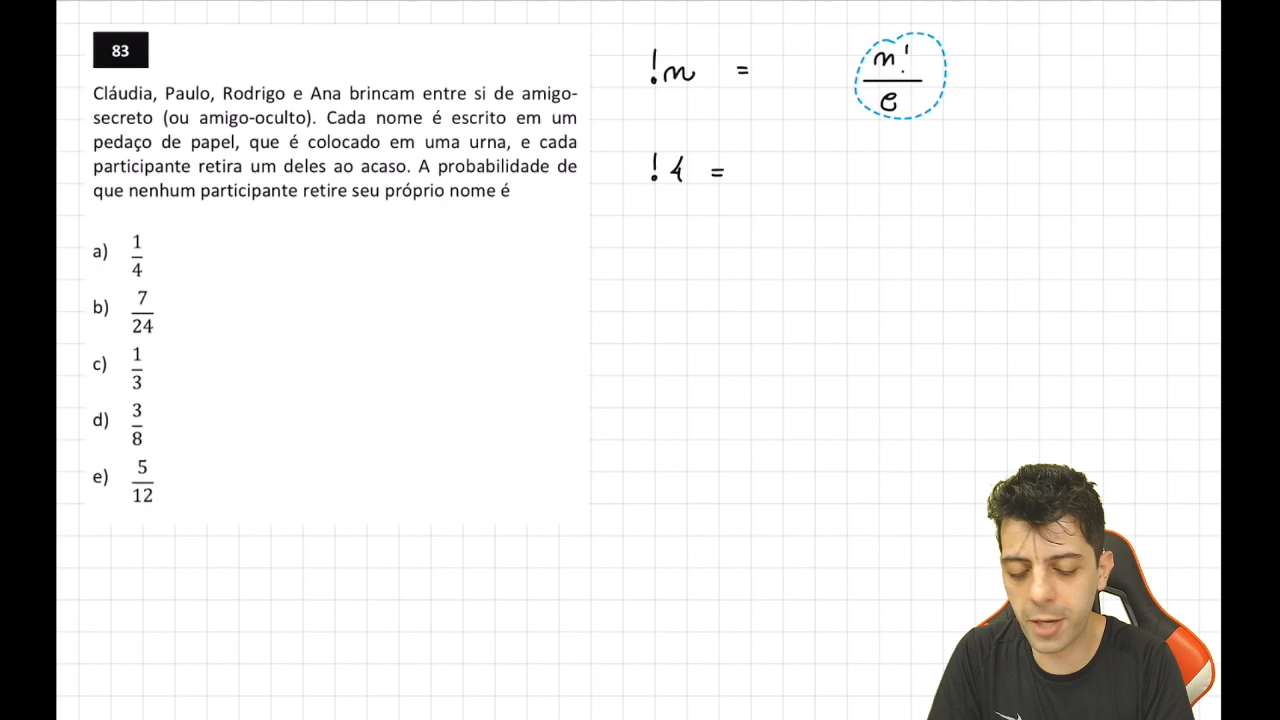 83
Cláudia, Paulo, Rodrigo e Ana brincam entre si de amigo-
secreto (ou amigo-oculto). Cada nome é escrito em um
pedaço de papel, que é colocado em uma urna, e cada
participante retira um deles ao acaso. A probabilidade de
que nenhum participante retire seu próprio nome é
a) 1/4
b) 7/24
c) 1/3
d) 3/8
e) 5/12
!n = n!/e
!4 =